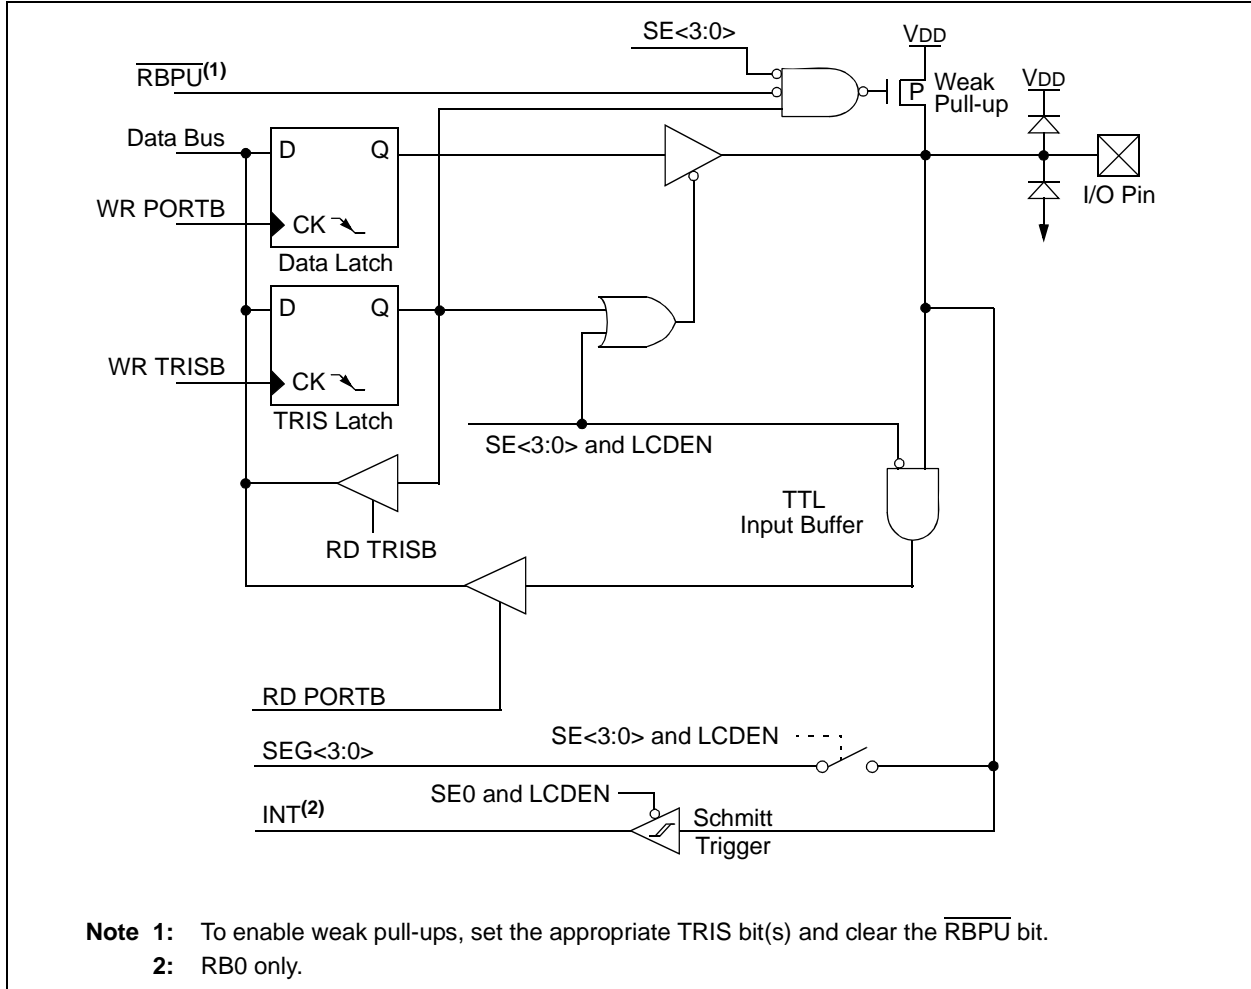 SE<3:0>
VDD
RBPU(1)
Weak
Pull-up
P
VDD
Data Bus
D
Q
I/O Pin
WR PORTB
CK
Data Latch
D
Q
WR TRISB
CK
TRIS Latch
SE<3:0> and LCDEN
TTL
Input Buffer
RD TRISB
RD PORTB
SE<3:0> and LCDEN
SEG<3:0>
SE0 and LCDEN
INT(2)
Schmitt
Trigger
Note 1: To enable weak pull-ups, set the appropriate TRIS bit(s) and clear the RBPU bit.
2: RB0 only.